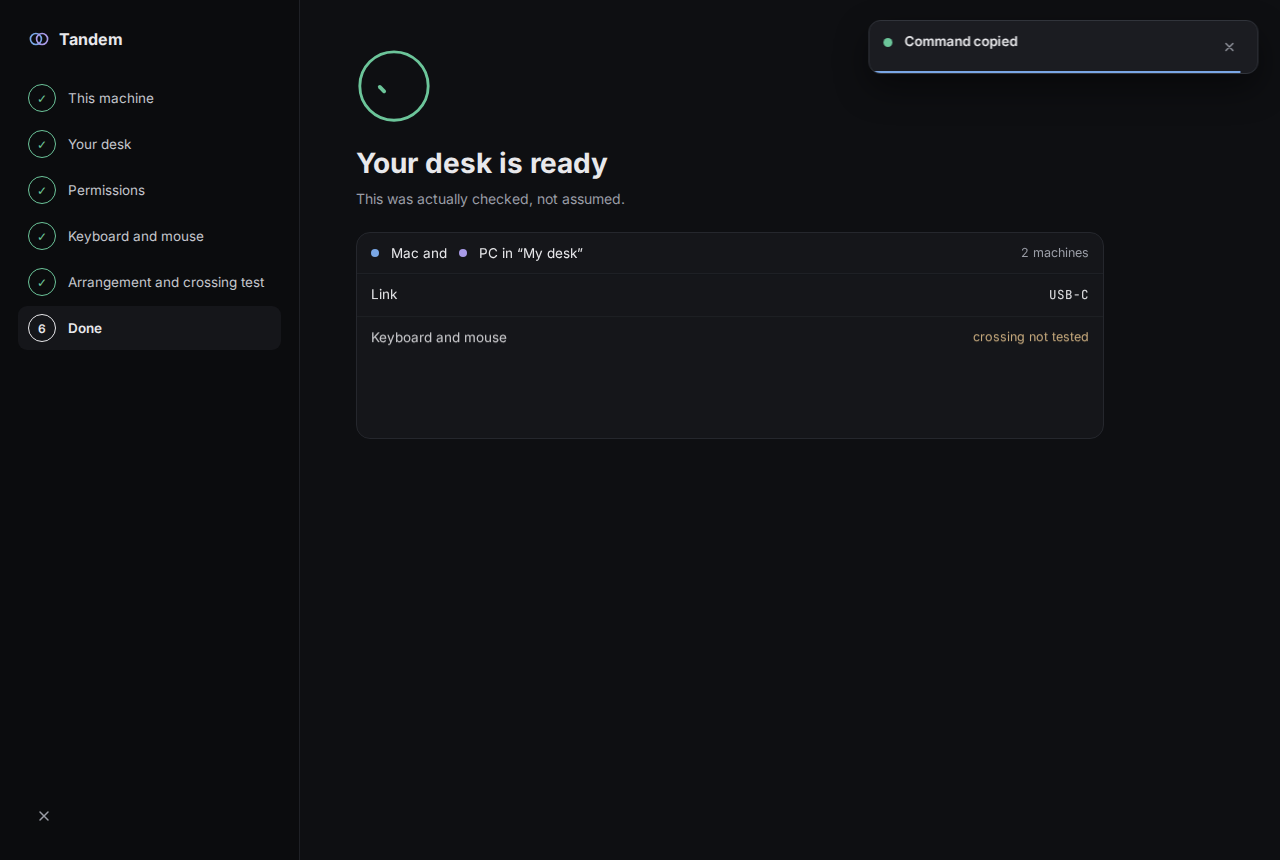 Tandem
This machine
Your desk
Permissions
Keyboard and mouse
Arrangement and crossing test
6 Done
Command copied
Your desk is ready
This was actually checked, not assumed.
Mac and PC in “My desk” 2 machines
Link USB-C
Keyboard and mouse crossing not tested